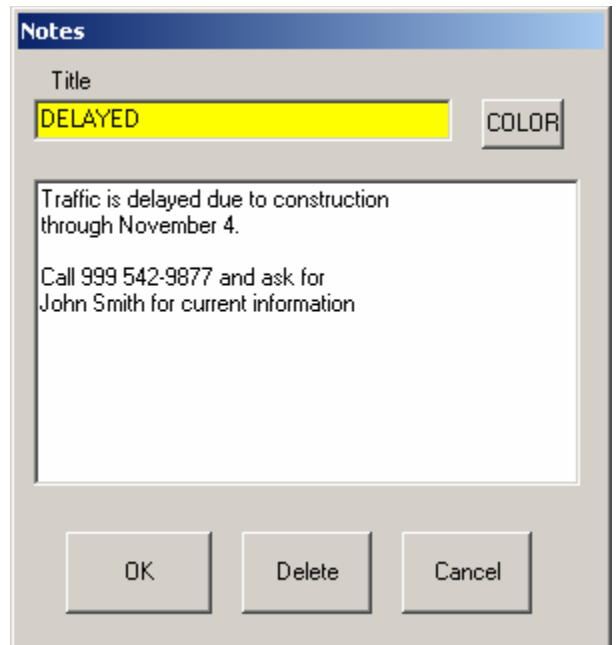 Notes
Title
DELAYED
COLOR
Traffic is delayed due to construction
through November 4.
Call 999 542-9877 and ask for
John Smith for current information
OK
Delete
Cancel